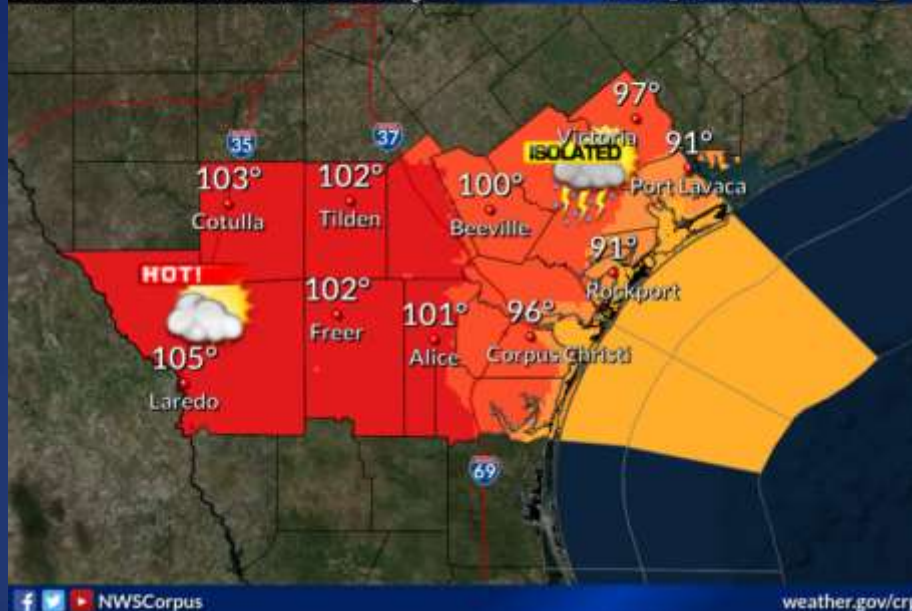 97°
Victoria
91°
ISOLATED
35
37
103°
102°
100°
Port Lavaca
Cotulla
Tilden
Beeville
91°
HOT!
102°
Rockport
101°
96°
Freer
Alice
Corpus Christi
105°
Laredo
69
NWSCorpus
weather.gov/crp